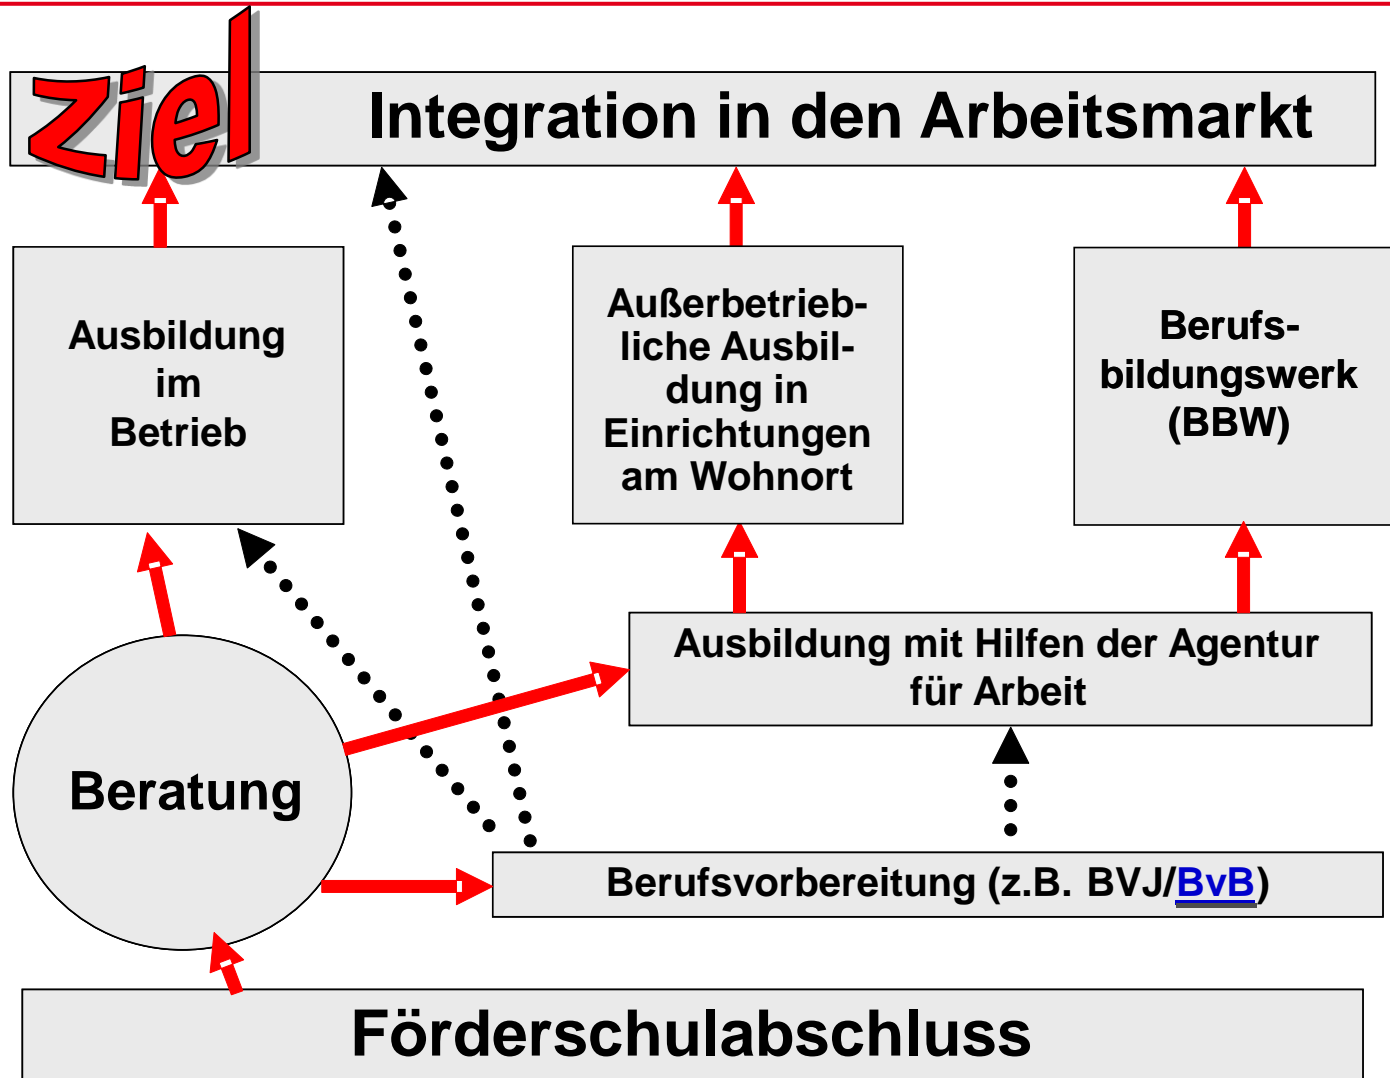 Ziel
Integration in den Arbeitsmarkt
Ausbildung
im
Betrieb
Außerbetrieb-
liche Ausbil-
dung in
Einrichtungen
am Wohnort
Berufs-
bildungswerk
(BBW)
Ausbildung mit Hilfen der Agentur
für Arbeit
Beratung
Berufsvorbereitung (z.B. BVJ/BvB)
Förderschulabschluss